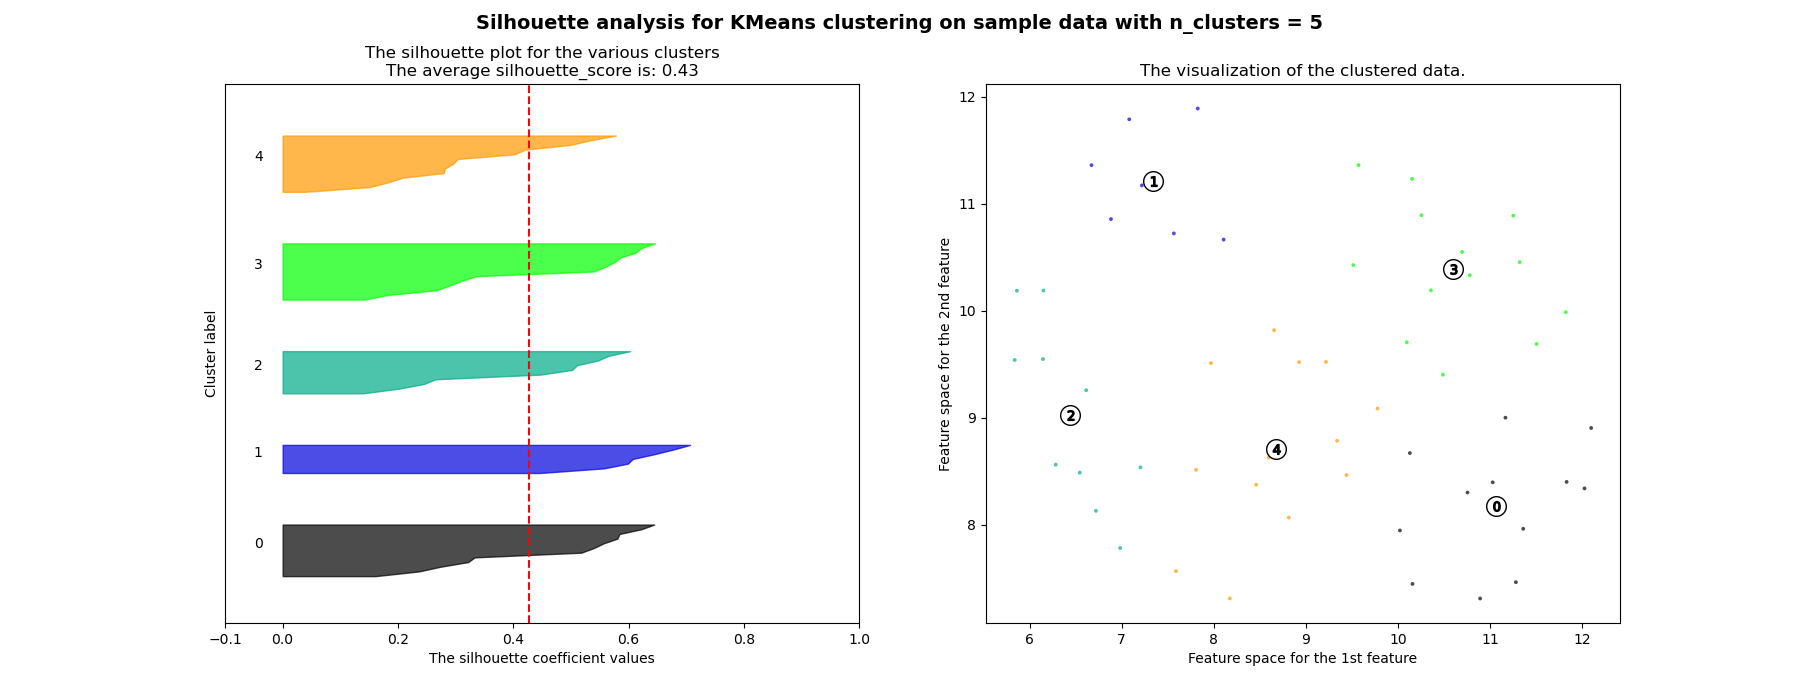 Silhouette analysis for KMeans clustering on sample data with n_clusters = 5
The silhouette plot for the various clusters
The average silhouette_score is: 0.43
Cluster label
4
3
2
1
0
−0.1 0.0 0.2 0.4 0.6 0.8 1.0
The silhouette coefficient values
The visualization of the clustered data.
Feature space for the 2nd feature
12
11
10
9
8
1
3
2
4
0
6 7 8 9 10 11 12
Feature space for the 1st feature